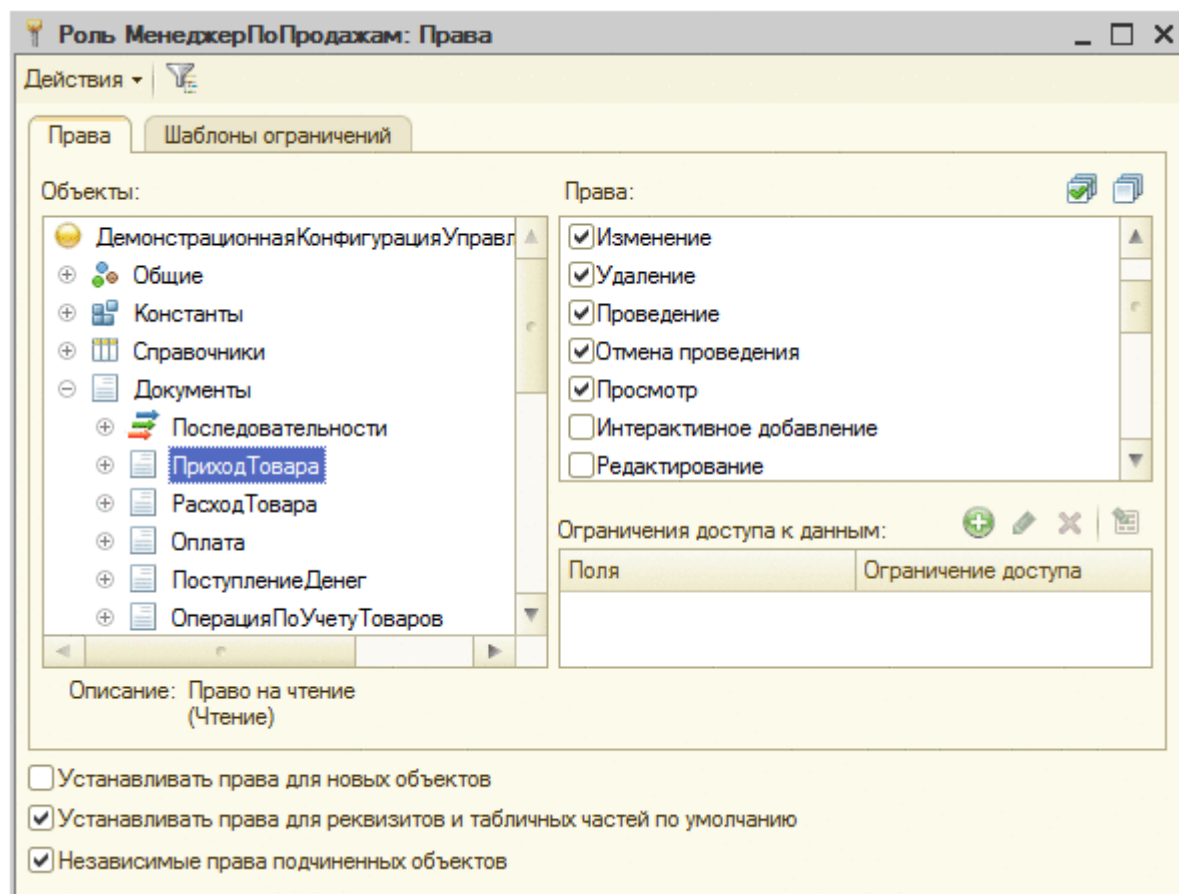 Роль МенеджерПоПродажам: Права
Действия
Права
Шаблоны ограничений
Объекты:
ДемонстрационнаяКонфигурацияУправл
Общие
Константы
Справочники
Документы
Последовательности
ПриходТовара
РасходТовара
Оплата
ПоступлениеДенег
ОперацияПоУчетуТоваров
Права:
Изменение
Удаление
Проведение
Отмена проведения
Просмотр
Интерактивное добавление
Редактирование
Ограничения доступа к данным:
Поля Ограничение доступа
Описание: Право на чтение
(Чтение)
Устанавливать права для новых объектов
Устанавливать права для реквизитов и табличных частей по умолчанию
Независимые права подчиненных объектов